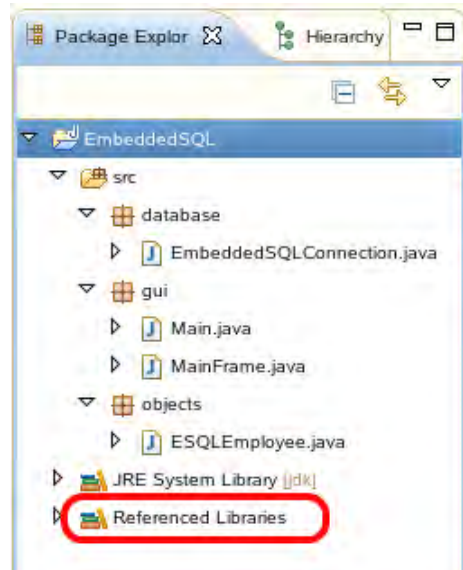 Package Explor Hierarchy
EmbeddedSQL
src
database
EmbeddedSQLConnection.java
gui
Main.java
MainFrame.java
objects
ESQLEmployee.java
JRE System Library [jdk]
Referenced Libraries